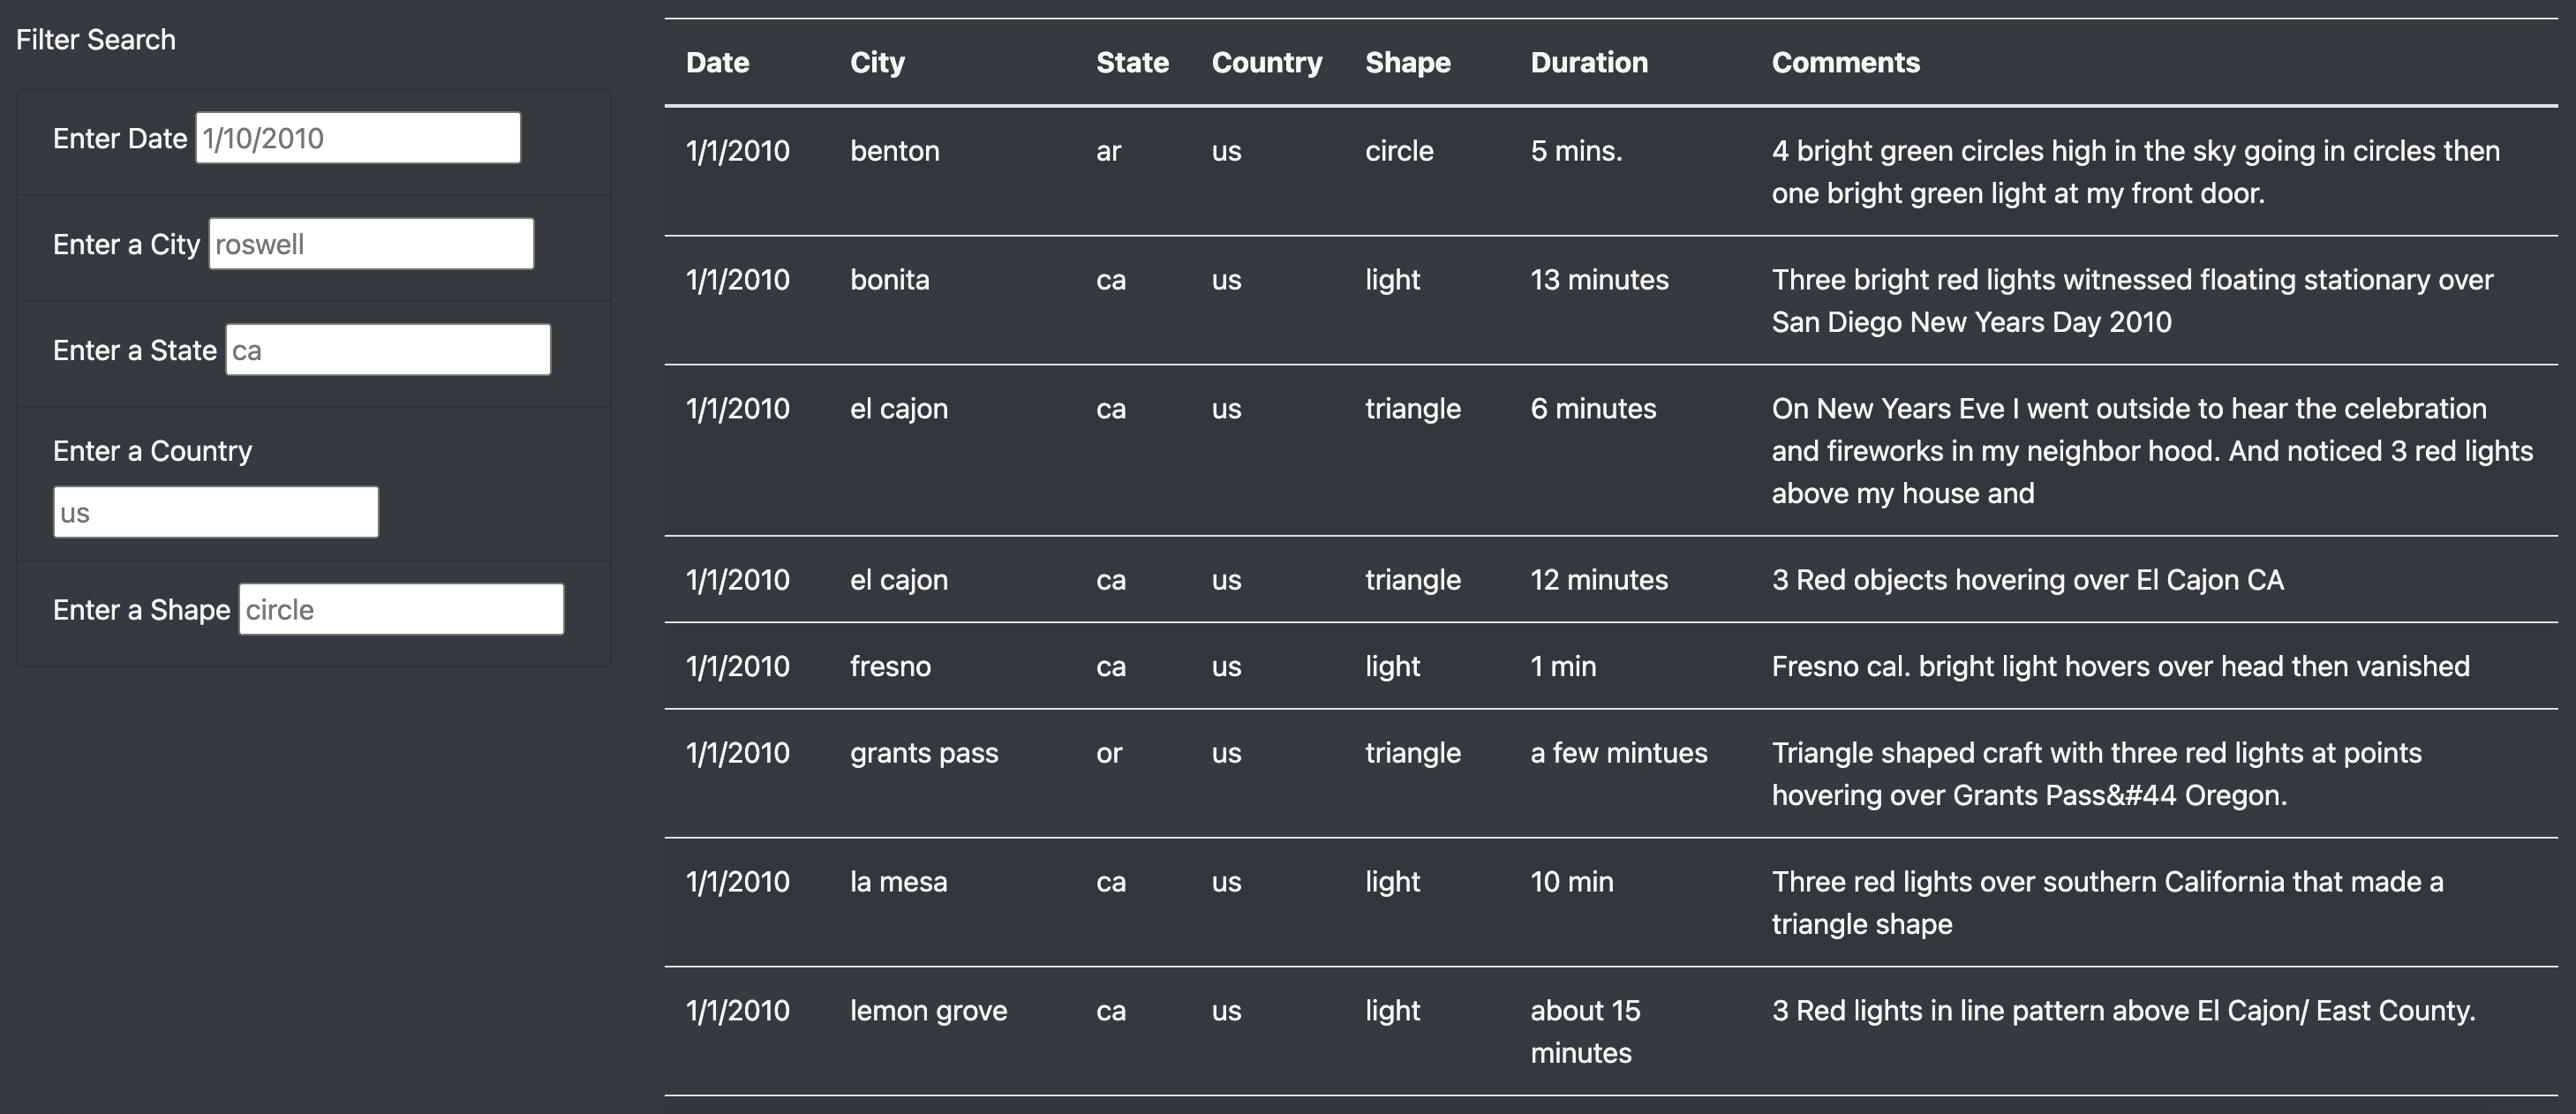 Filter Search
Enter Date 1/10/2010
Enter a City roswell
Enter a State ca
Enter a Country
us
Enter a Shape circle
Date City State Country Shape Duration Comments
1/1/2010 benton ar us circle 5 mins. 4 bright green circles high in the sky going in circles then
one bright green light at my front door.
1/1/2010 bonita ca us light 13 minutes Three bright red lights witnessed floating stationary over
San Diego New Years Day 2010
1/1/2010 el cajon ca us triangle 6 minutes On New Years Eve I went outside to hear the celebration
and fireworks in my neighbor hood. And noticed 3 red lights
above my house and
1/1/2010 el cajon ca us triangle 12 minutes 3 Red objects hovering over El Cajon CA
1/1/2010 fresno ca us light 1 min Fresno cal. bright light hovers over head then vanished
1/1/2010 grants pass or us triangle a few mintues Triangle shaped craft with three red lights at points
hovering over Grants Pass&#44 Oregon.
1/1/2010 la mesa ca us light 10 min Three red lights over southern California that made a
triangle shape
1/1/2010 lemon grove ca us light about 15 3 Red lights in line pattern above El Cajon/ East County.
minutes